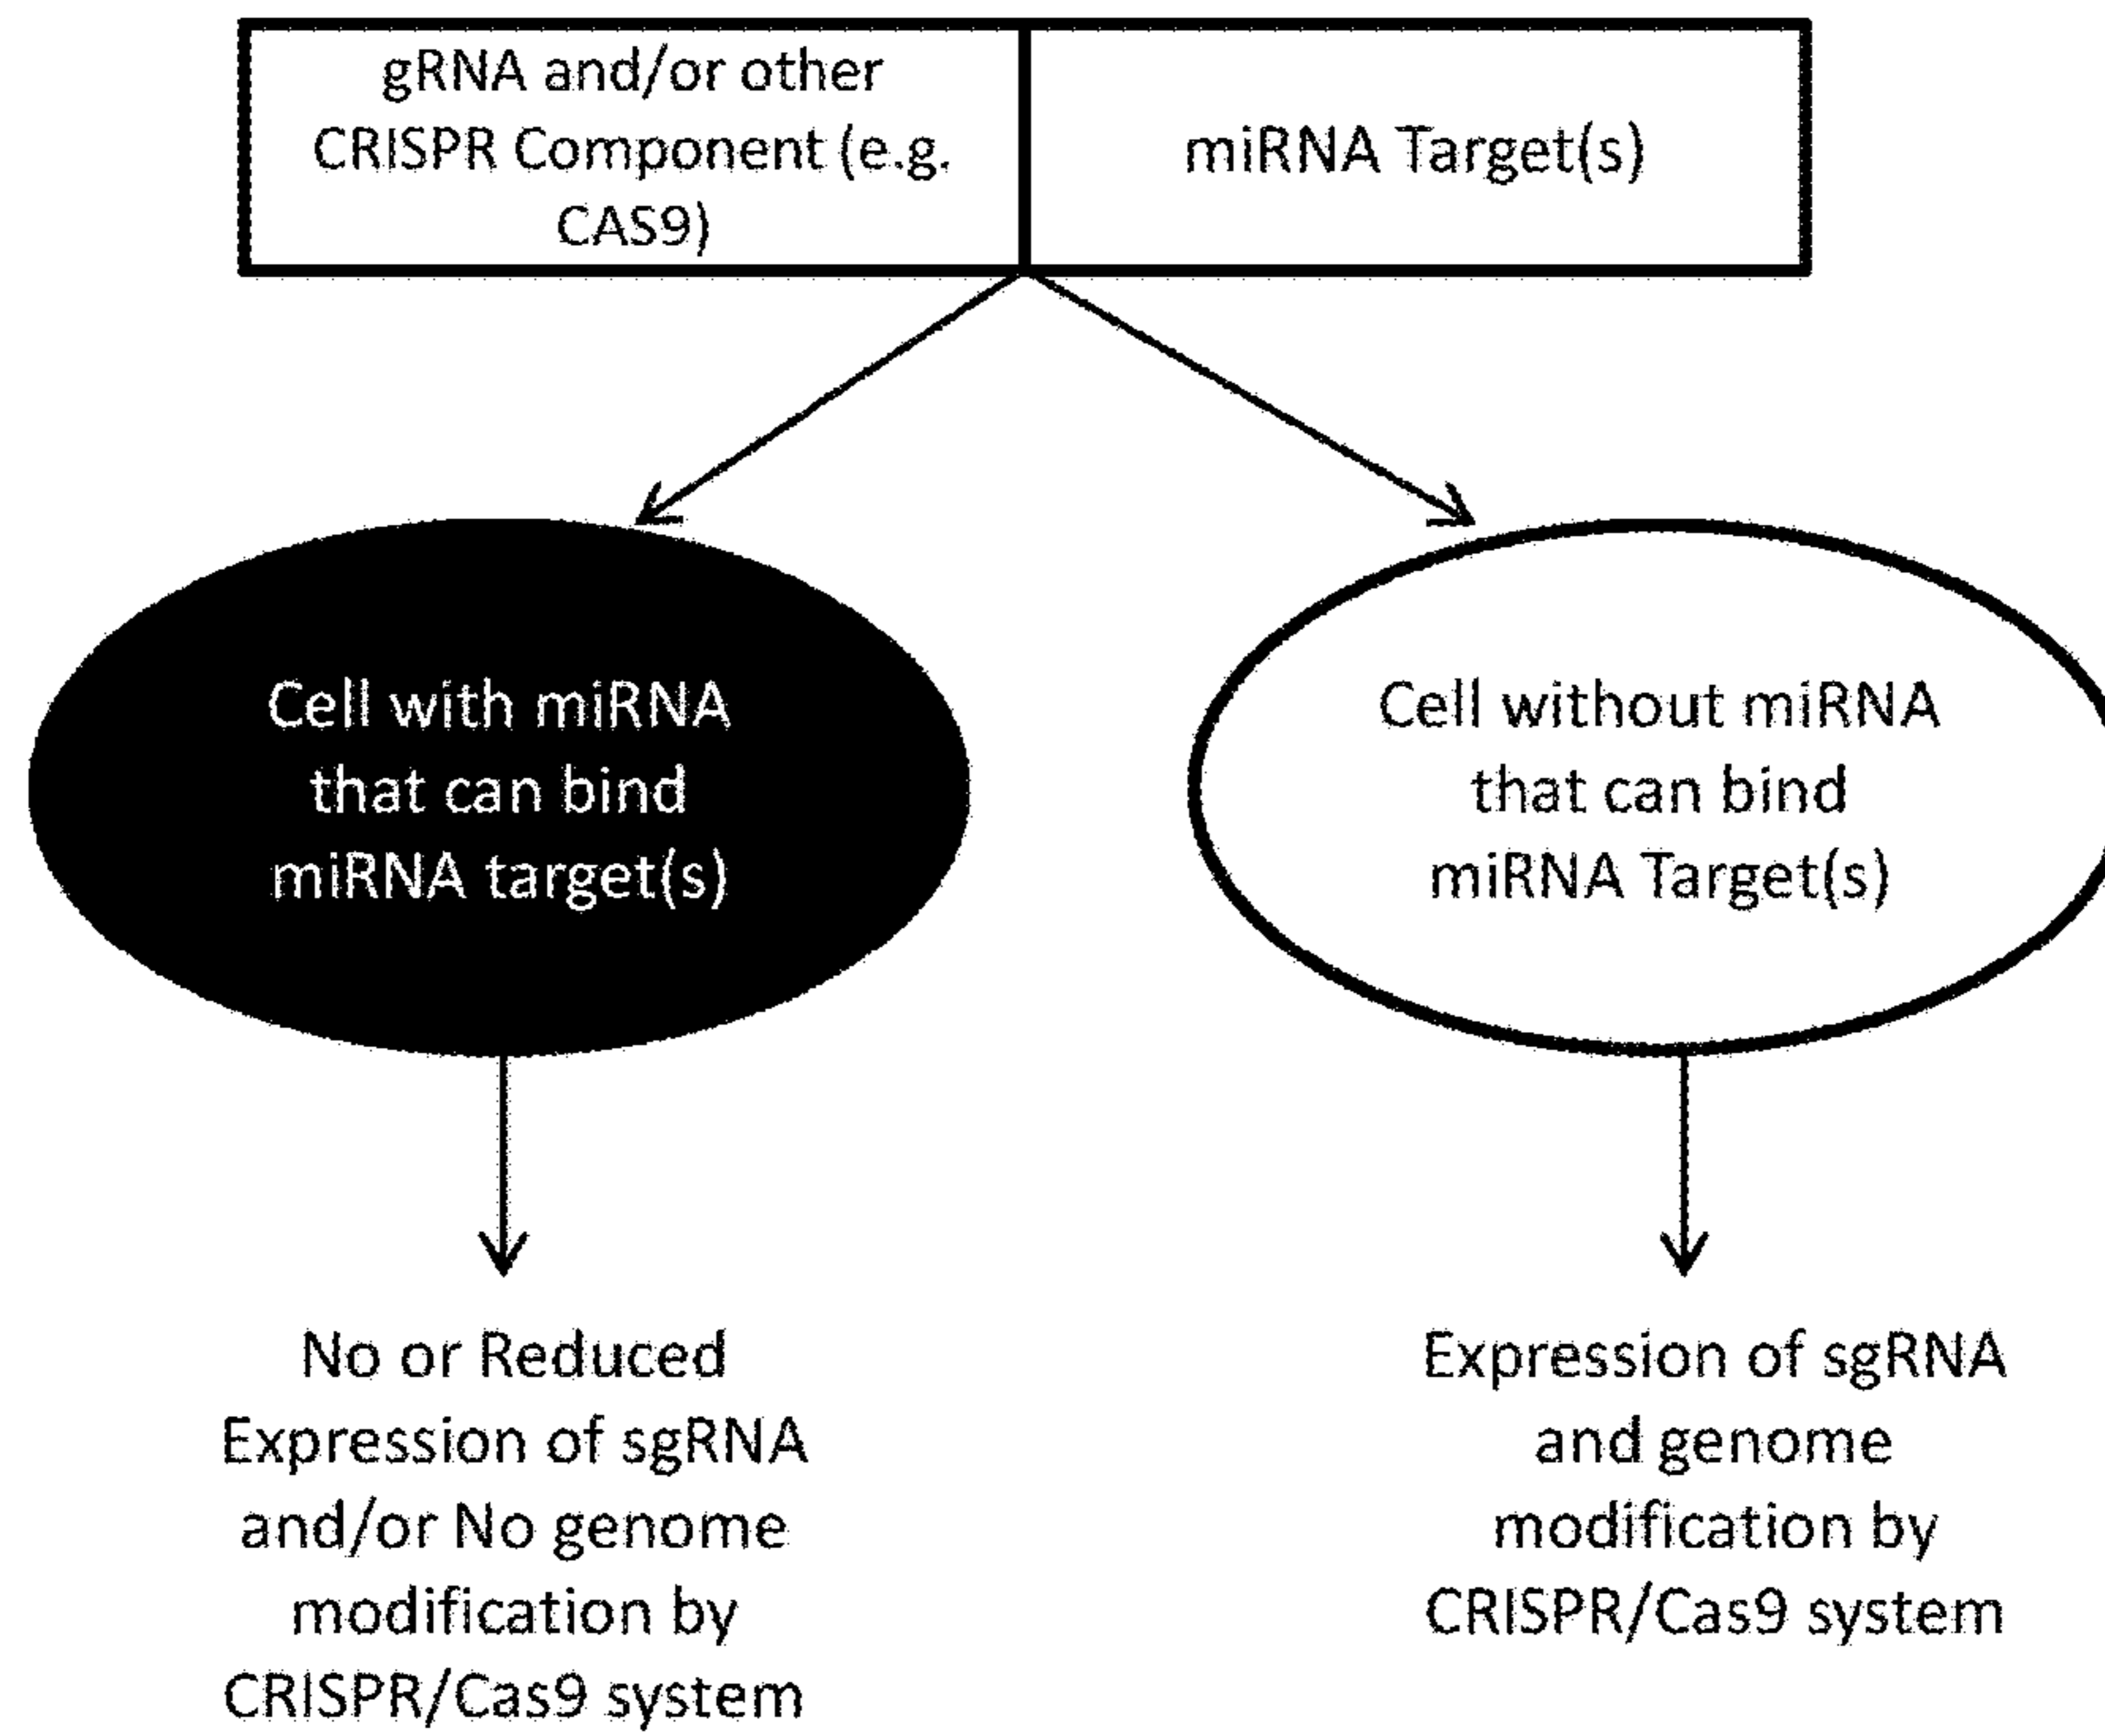 gRNA and/or other
CRISPR Component (e.g.
CAS9)
miRNA Target(s)
Cell with miRNA
that can bind
miRNA target(s)
Cell without miRNA
that can bind
miRNA Target(s)
No or Reduced
Expression of sgRNA
and/or No genome
modification by
CRISPR/Cas9 system
Expression of sgRNA
and genome
modification by
CRISPR/Cas9 system